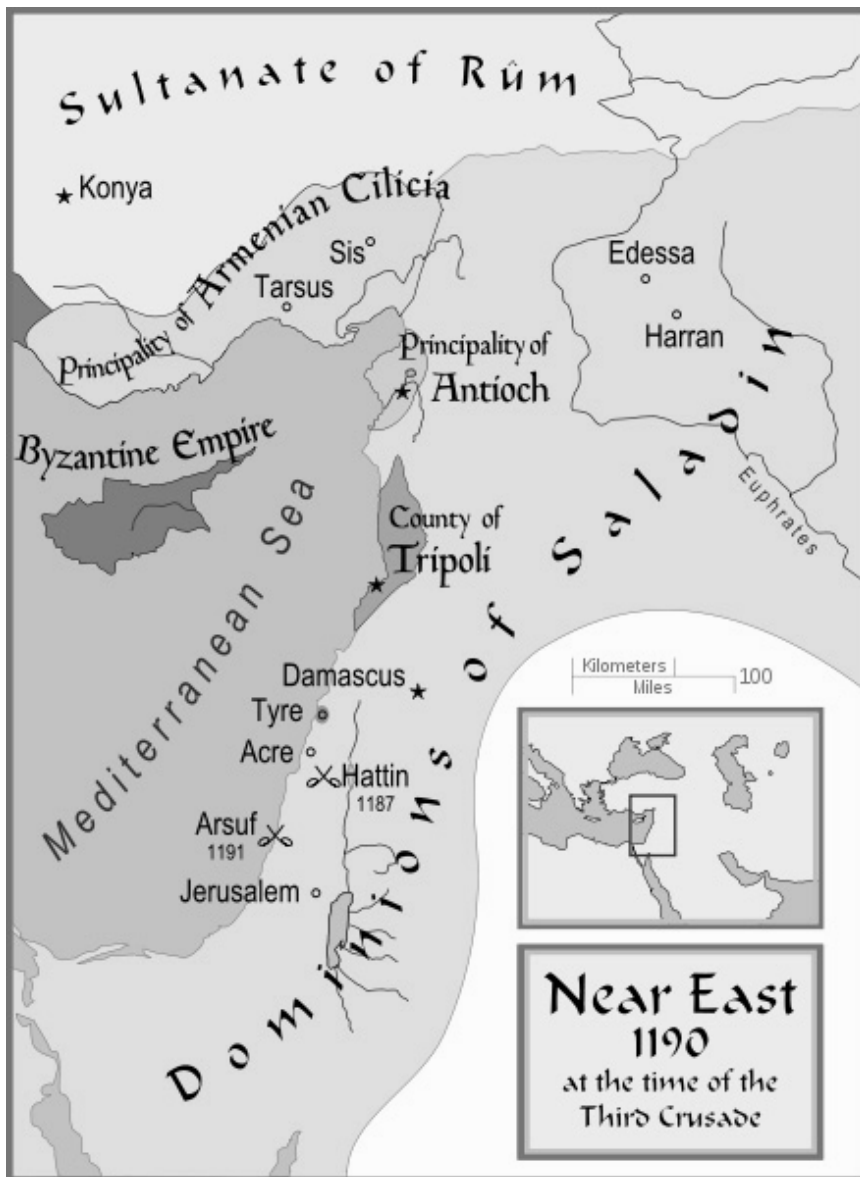 Sultanate of Rûm
Konya
Principality of Armenian Cilicia
Sis
Tarsus
Edessa
Harran
Principality of
Antioch
Byzantine Empire
Mediterranean Sea
County of
Tripoli
Euphrates
Dominions of Saladin
Damascus
Tyre
Acre
Hattin
1187
Arsuf
1191
Jerusalem
Kilometers
Miles
100
Near East
1190
at the time of the
Third Crusade